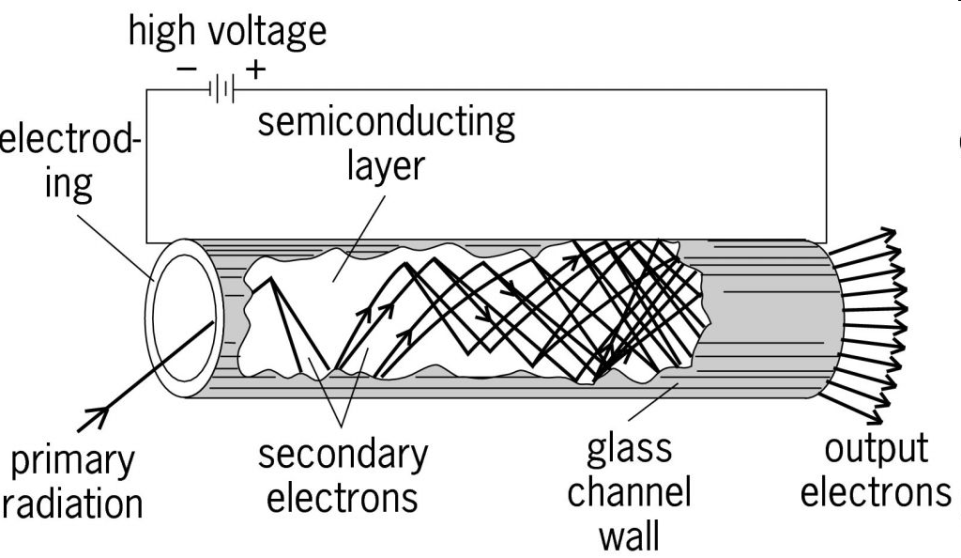 high voltage
− +
electrod-
ing
semiconducting
layer
primary
radiation
secondary
electrons
glass
channel
wall
output
electrons